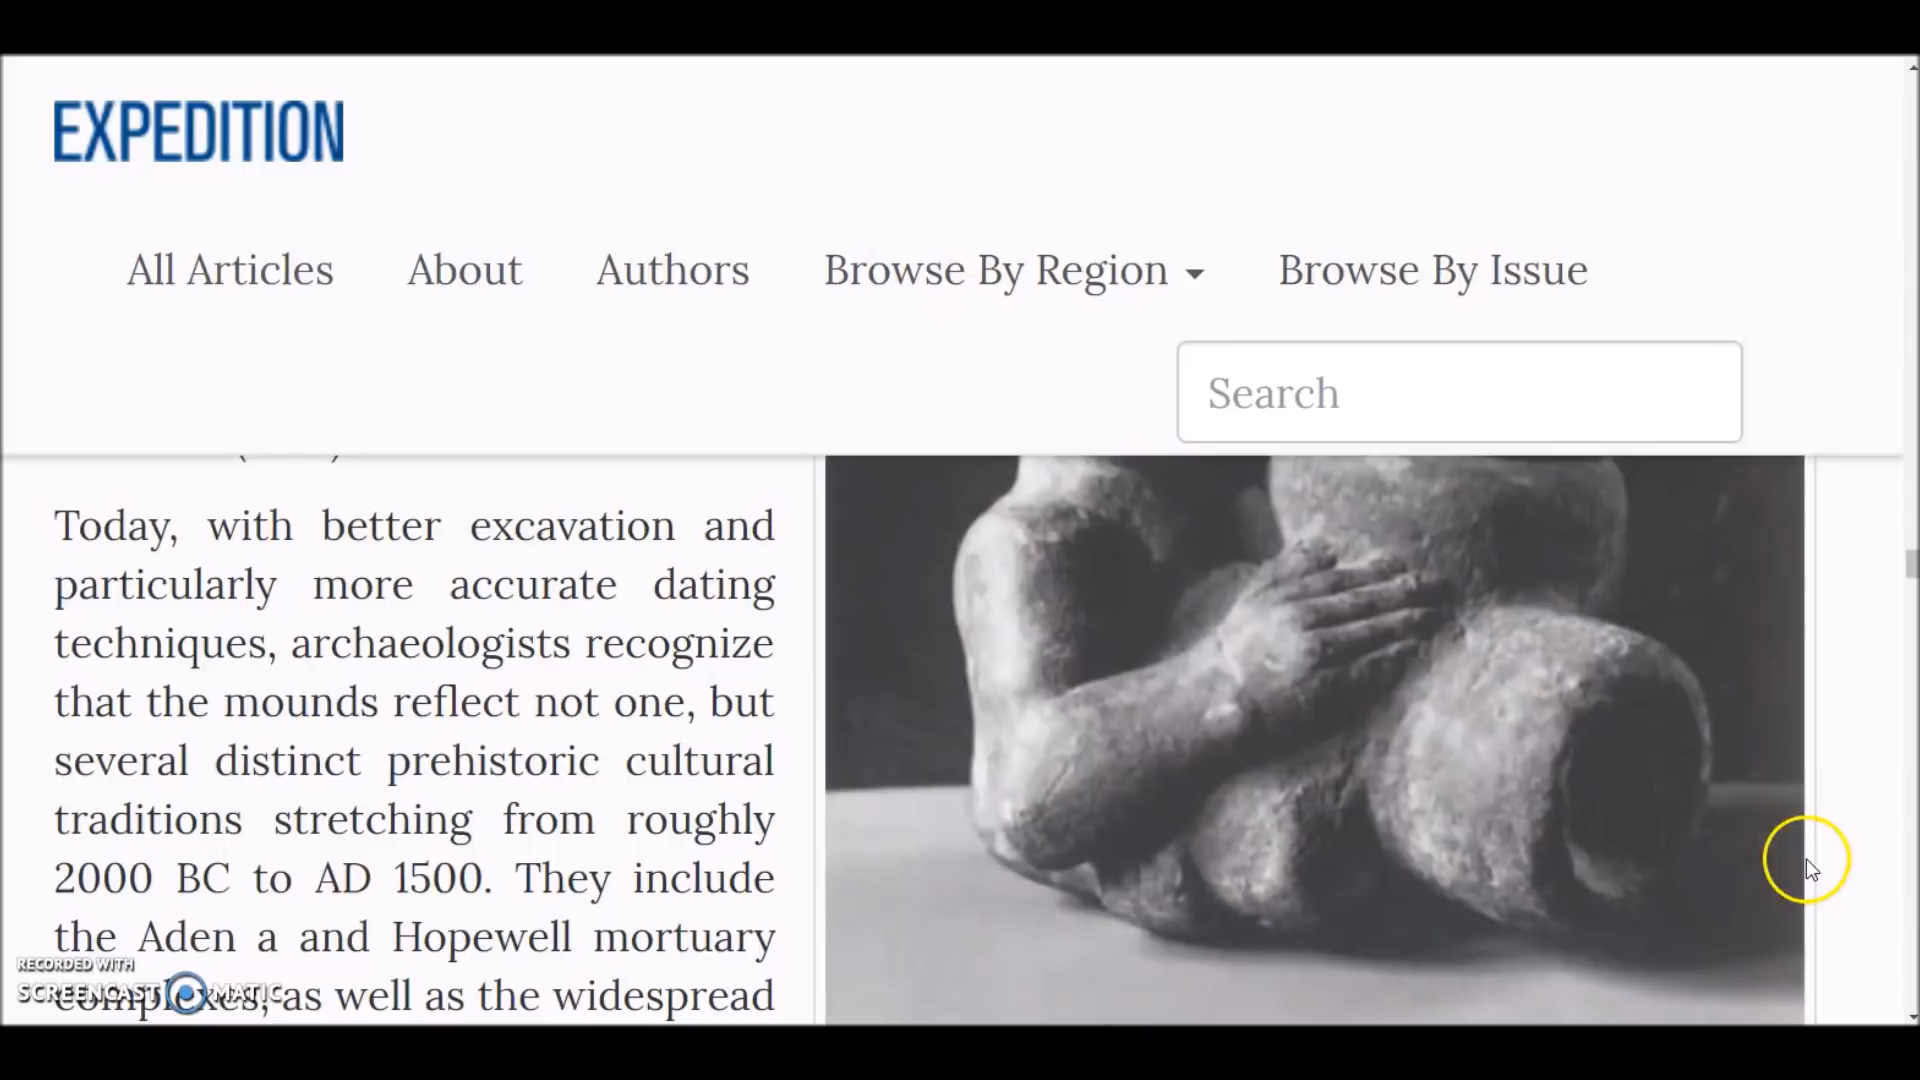 EXPEDITION
All Articles About Authors Browse By Region Browse By Issue
Search
Today, with better excavation and
particularly more accurate dating
techniques, archaeologists recognize
that the mounds reflect not one, but
several distinct prehistoric cultural
traditions stretching from roughly
2000 BC to AD 1500. They include
the Aden a and Hopewell mortuary
complexes, as well as the widespread
RECORDED WITH
SCREENCAST MATIC